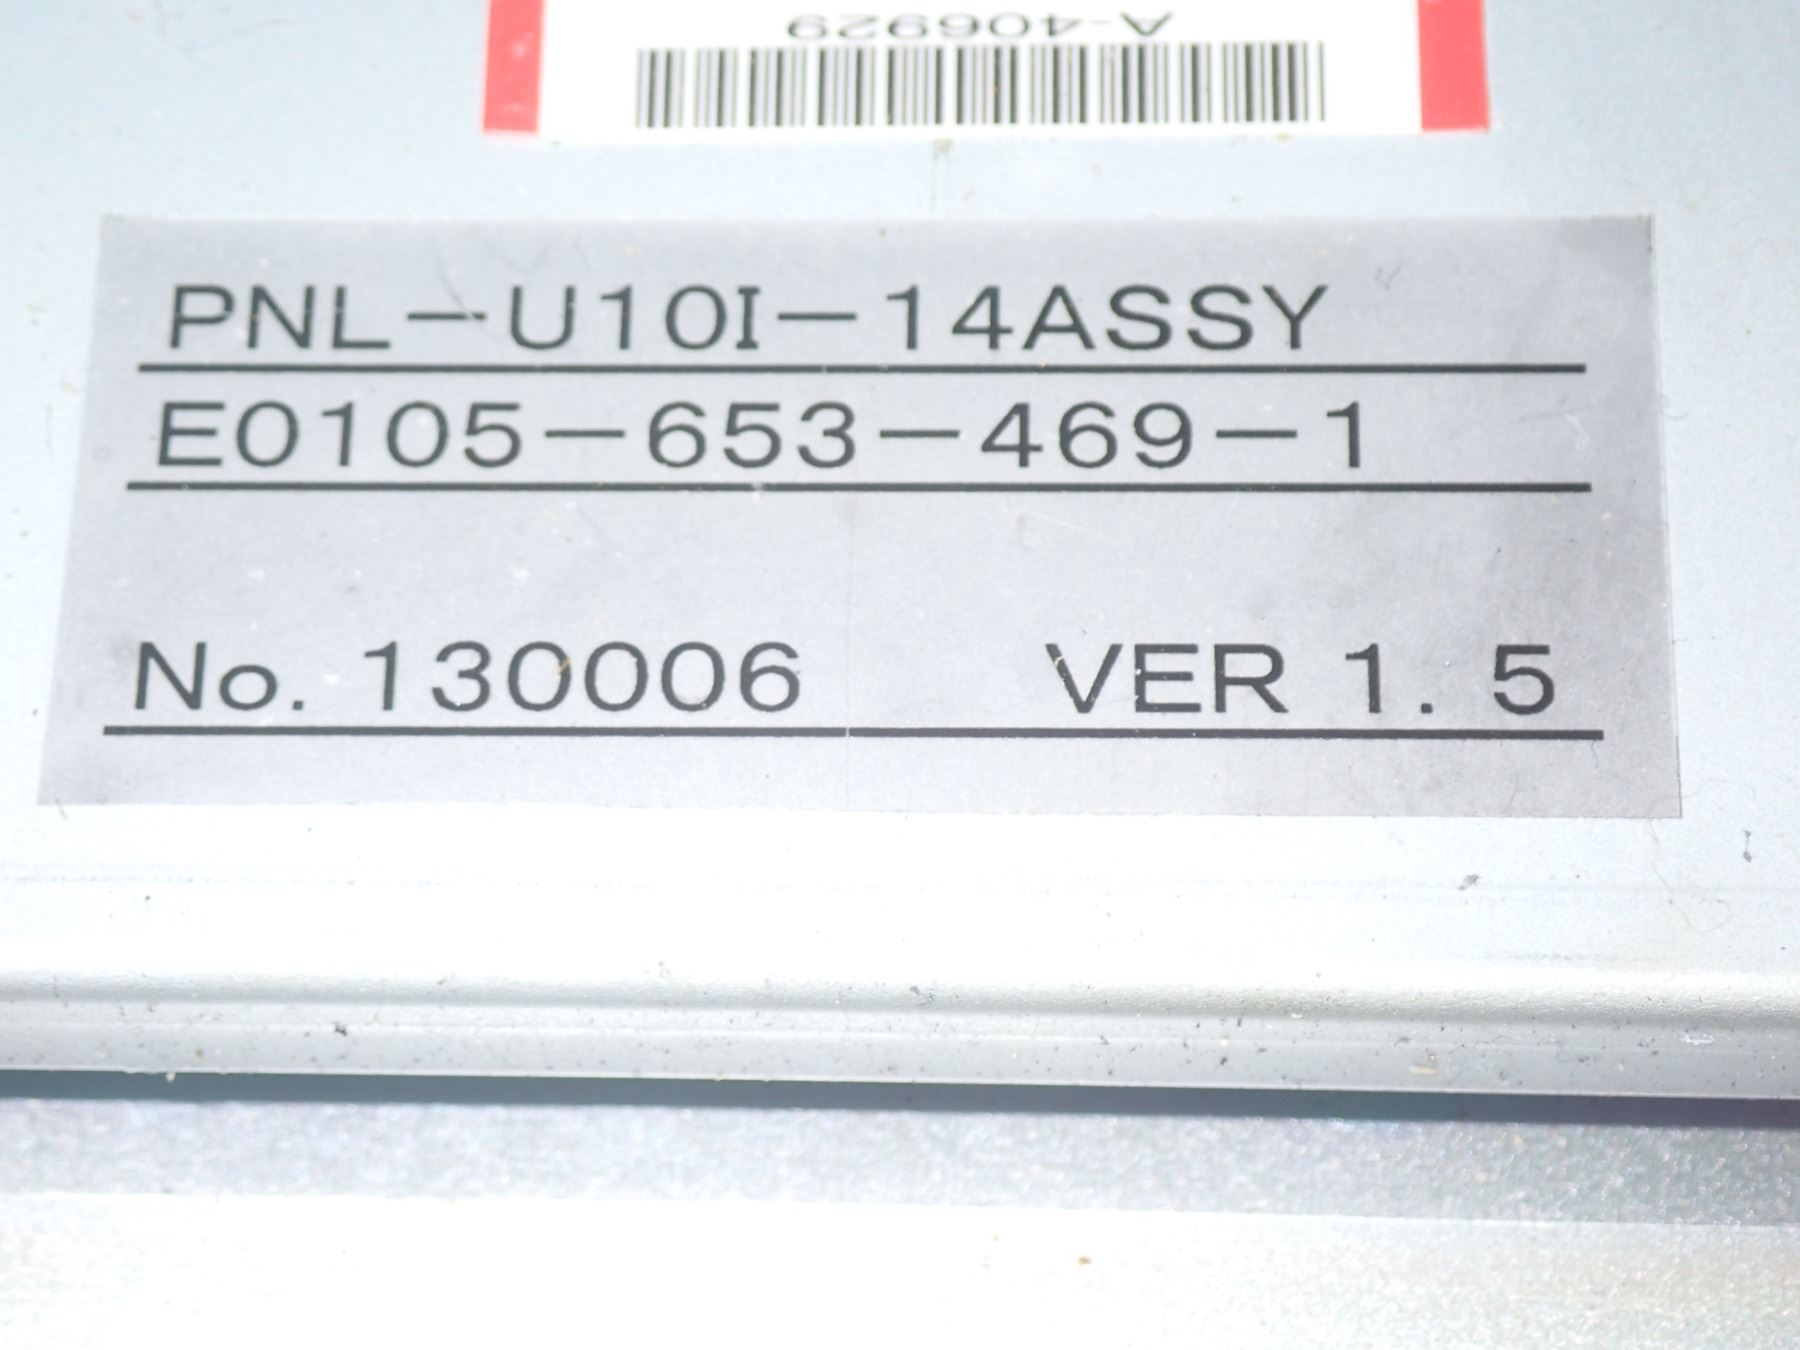 A-406929
PNL-U10I-14ASSY
E0105-653-469-1
No. 130006 VER 1. 5